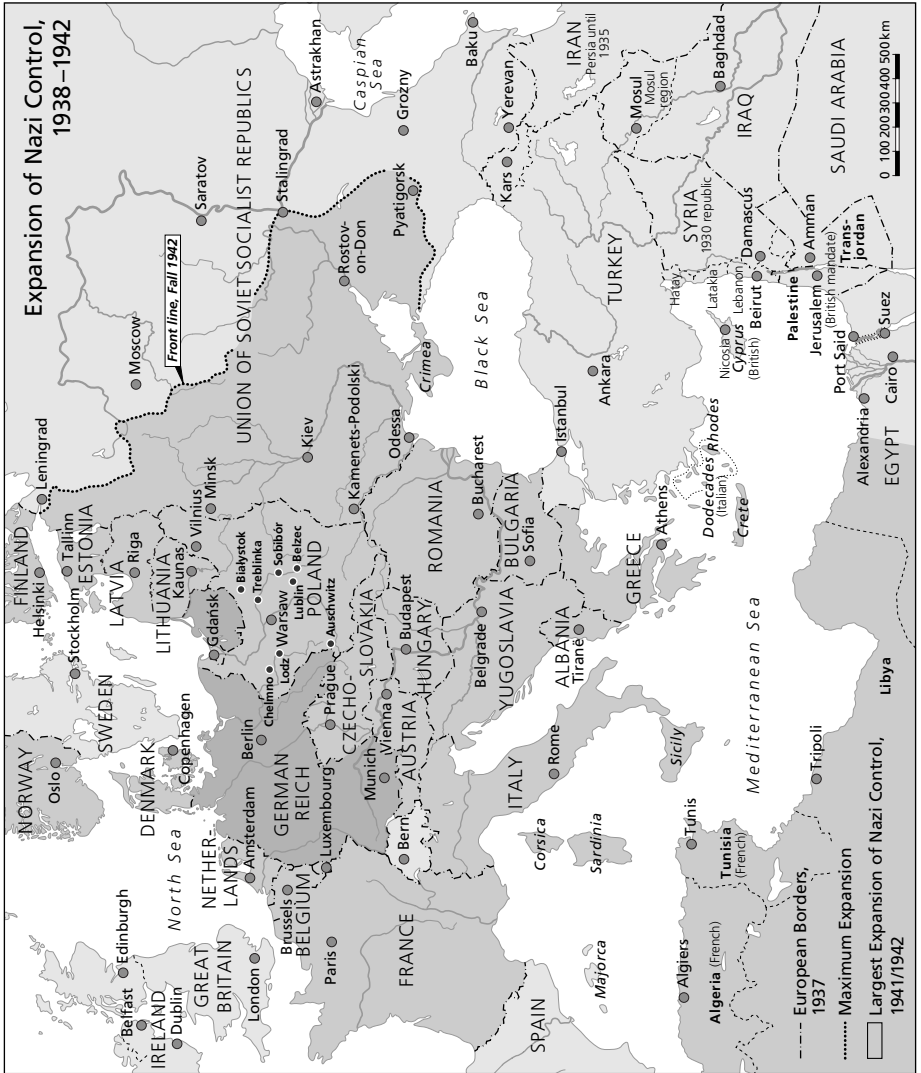 Expansion of Nazi Control,
1938–1942
NORWAY
Oslo
SWEDEN
Stockholm
FINLAND
Helsinki
Leningrad
Tallinn
ESTONIA
LATVIA
Riga
LITHUANIA
Kaunas
Vilnius
Minsk
Moscow
Front line, Fall 1942
Saratov
UNION OF SOVIET SOCIALIST REPUBLICS
Stalingrad
Astrakhan
Caspian
Sea
Grozny
Baku
Pyatigorsk
Rostov-
on-Don
Kiev
Kamenets-Podolski
Odessa
Crimea
Black Sea
Edinburgh
Belfast
IRELAND
Dublin
GREAT
BRITAIN
London
North Sea
DENMARK
Copenhagen
NETHER-
LANDS
Amsterdam
Brussels
BELGIUM
Luxembourg
Paris
FRANCE
Berlin
GERMAN
REICH
Munich
Gdańsk
Białystok
Treblinka
Sobibór
Belzec
Lublin
POLAND
Warsaw
Lodz
Chelmno
Auschwitz
Prague
CZECHO-
SLOVAKIA
Vienna
AUSTRIA
Bern
Budapest
HUNGARY
ROMANIA
Bucharest
BULGARIA
Sofia
Belgrade
YUGOSLAVIA
ALBANIA
Tiranë
GREECE
Athens
Istanbul
Ankara
TURKEY
Kars
Yerevan
IRAN
Persia until
1935
Mosul
Mosul
region
Baghdad
IRAQ
SYRIA
1930 republic
Hatay
Latakia
Lebanon
Damascus
Beirut
Nicosia
Cyprus
(British)
Palestine
Jerusalem
(British mandate)
Amman
Trans-
jordan
SAUDI ARABIA
Port Said
Suez
Cairo
Alexandria
EGYPT
Dodecades
(Italian)
Rhodes
Crete
ITALY
Rome
Corsica
Sardinia
Sicily
Mediterranean Sea
SPAIN
Majorca
Algiers
Algeria (French)
Tunis
Tunisia
(French)
Tripoli
Libya
European Borders,
1937
Maximum Expansion
Largest Expansion of Nazi Control,
1941/1942
0 100 200 300 400 500 km